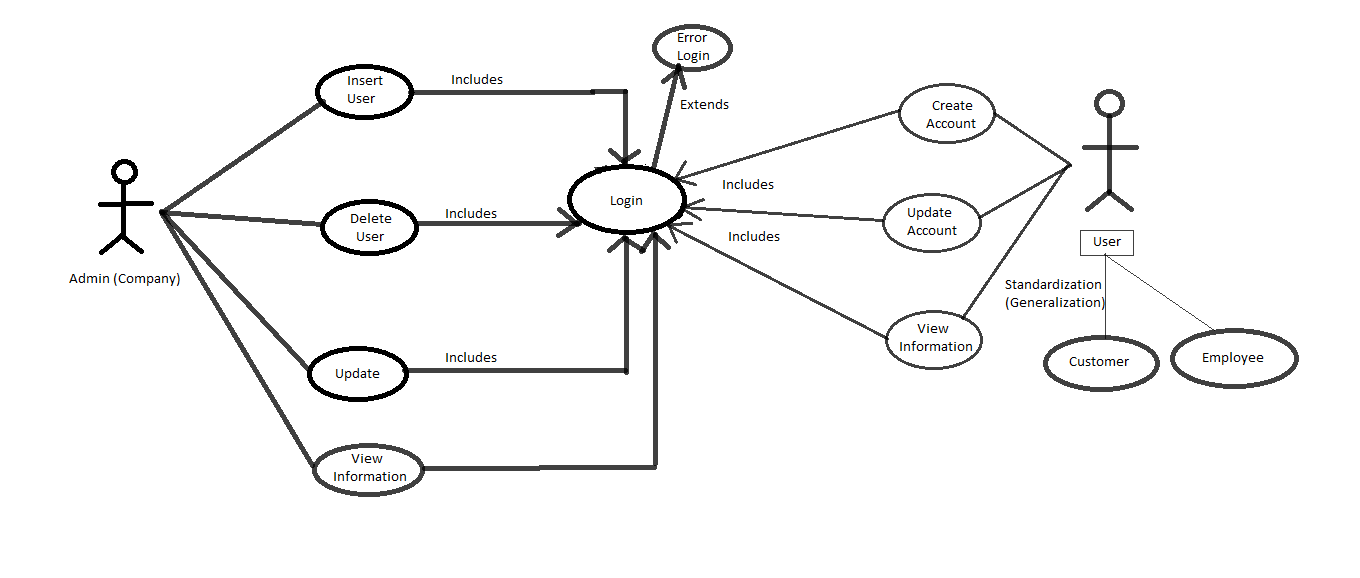 Error
Login
Insert
User
Includes
Extends
Create
Account
Login
Includes
Delete
User
Includes
Update
Account
Includes
User
Admin (Company)
Standardization
(Generalization)
View
Information
Update
Includes
Customer
Employee
View
Information